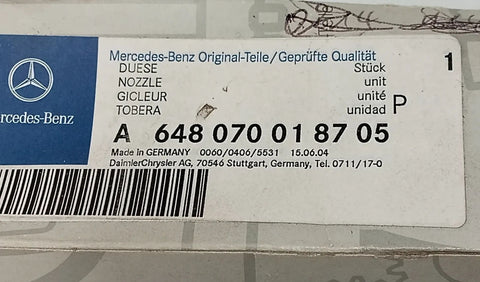 Mercedes-Benz Original-Teile/Geprüfte Qualität
DUESE Stück 1
NOZZLE unit
GICLEUR unité
TOBERA unidad P
rcedes-Benz
A 648 070 01 87 05
Made in GERMANY 0060/0406/5531 15.06.04
DaimlerChrysler AG, 70546 Stuttgart, Germany, Tel. 0711/17-0